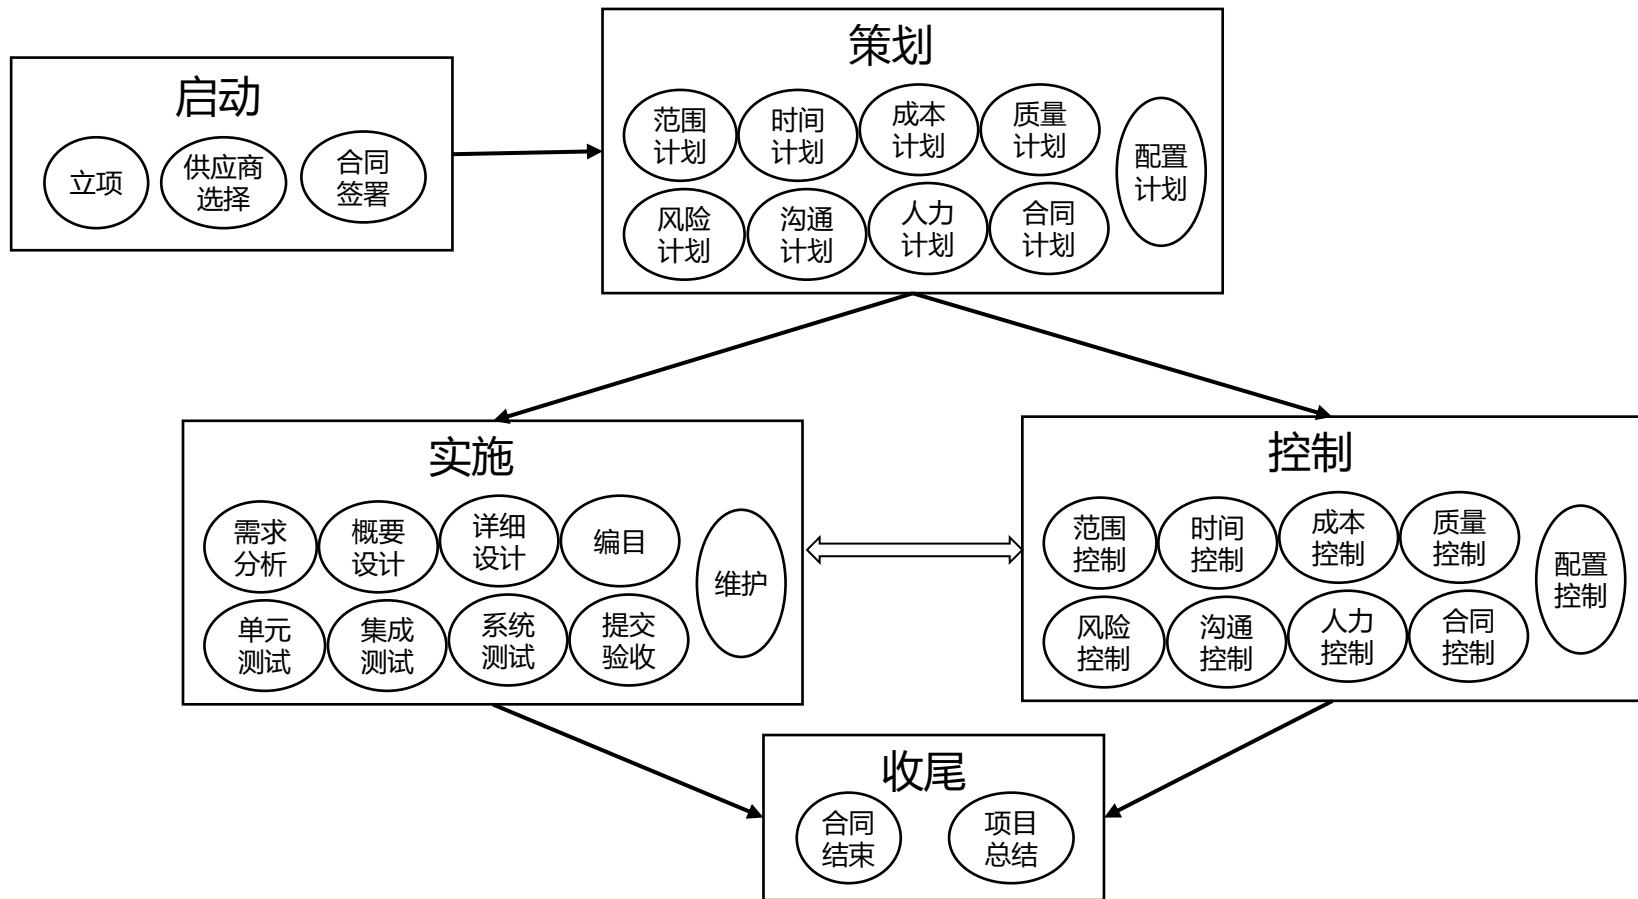 启动
立项
供应商
选择
合同
签署
策划
范围
计划
时间
计划
成本
计划
质量
计划
配置
计划
风险
计划
沟通
计划
人力
计划
合同
计划
实施
需求
分析
概要
设计
详细
设计
编目
维护
单元
测试
集成
测试
系统
测试
提交
验收
控制
范围
控制
时间
控制
成本
控制
质量
控制
配置
控制
风险
控制
沟通
控制
人力
控制
合同
控制
收尾
合同
结束
项目
总结